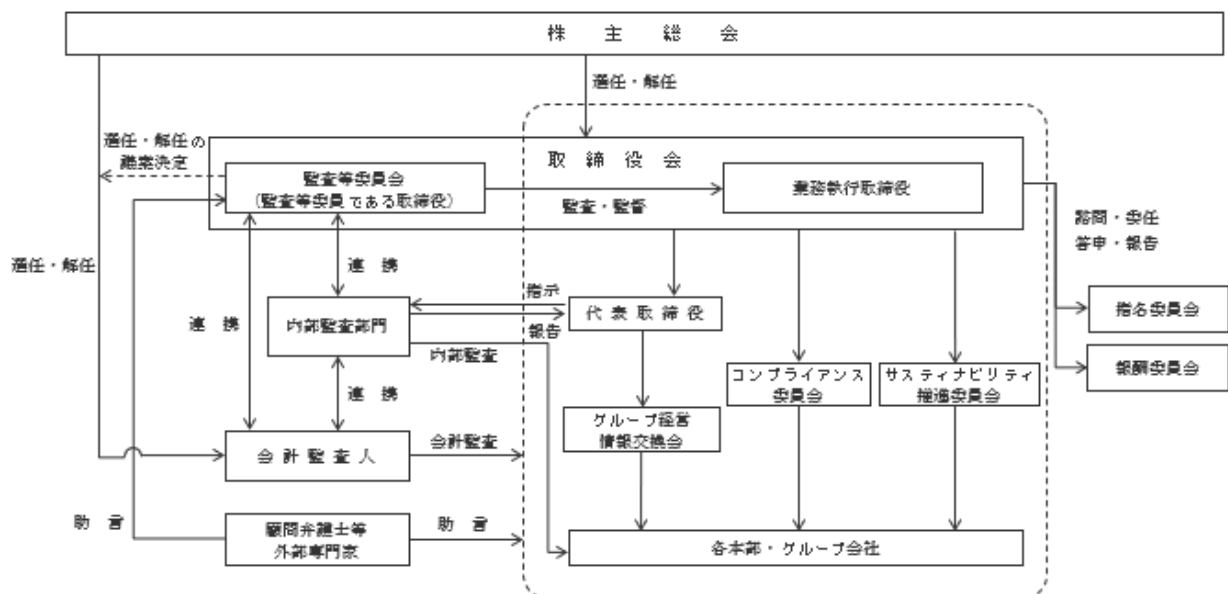 株主総会
選任・解任
選任・解任の
議案決定
取締役会
監査等委員会
(監査等委員である取締役)
業務執行取締役
監査・監督
諮問・委任
答申・報告
選任・解任
連携
指示
連携
内部監査部門
代表取締役
報告
指名委員会
内部監査
報酬委員会
コンプライアンス
委員会
サスティナビリティ
推進委員会
連携
グループ経営
情報交換会
会計監査人
会計監査
助言
顧問弁護士等
外部専門家
助言
各本部・グループ会社